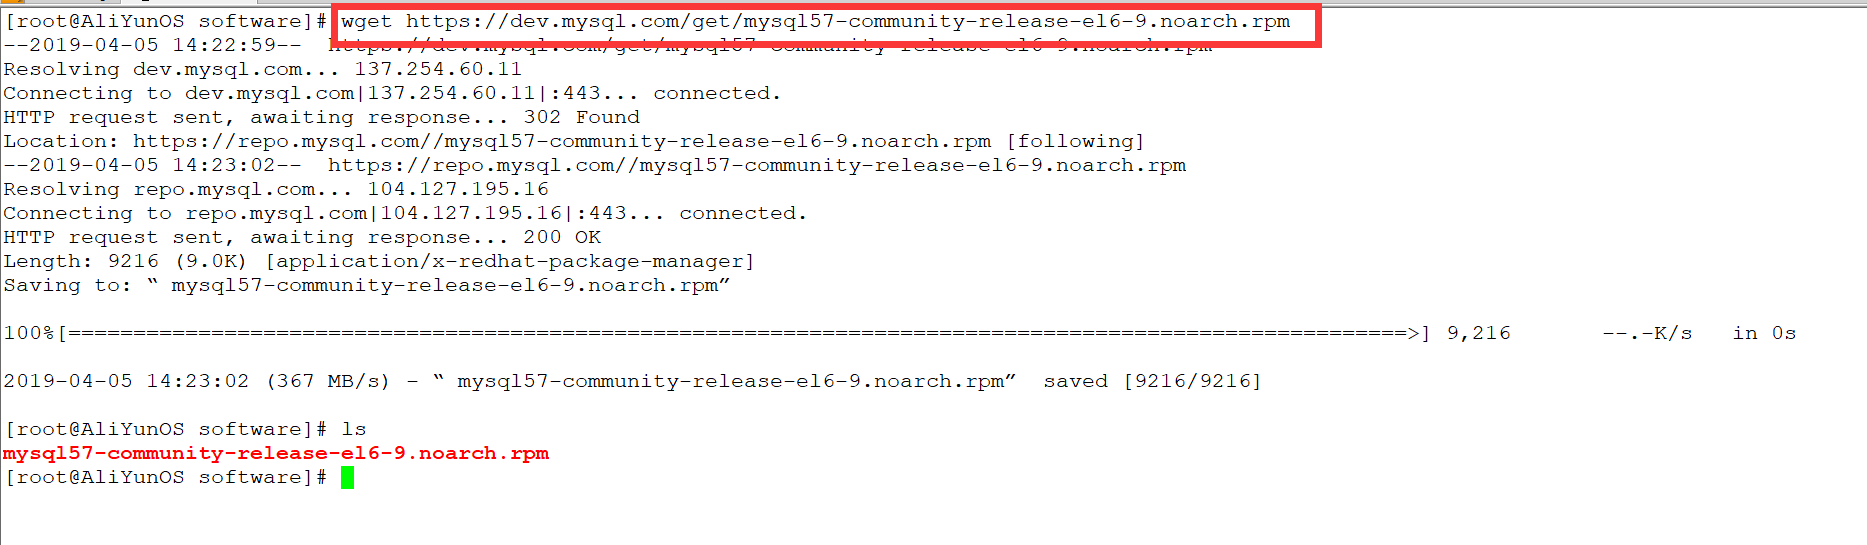 [root@AliYunOS software]# wget https://dev.mysql.com/get/mysql57-community-release-el6-9.noarch.rpm
--2019-04-05 14:22:59--  https://dev.mysql.com/get/mysql57-community-release-el6-9.noarch.rpm
Resolving dev.mysql.com... 137.254.60.11
Connecting to dev.mysql.com|137.254.60.11|:443... connected.
HTTP request sent, awaiting response... 302 Found
Location: https://repo.mysql.com//mysql57-community-release-el6-9.noarch.rpm [following]
--2019-04-05 14:23:02--  https://repo.mysql.com//mysql57-community-release-el6-9.noarch.rpm
Resolving repo.mysql.com... 104.127.195.16
Connecting to repo.mysql.com|104.127.195.16|:443... connected.
HTTP request sent, awaiting response... 200 OK
Length: 9216 (9.0K) [application/x-redhat-package-manager]
Saving to: “ mysql57-community-release-el6-9.noarch.rpm”
100%[=======================================================================================================>] 9,216       --.-K/s   in 0s
2019-04-05 14:23:02 (367 MB/s) - “ mysql57-community-release-el6-9.noarch.rpm”  saved [9216/9216]
[root@AliYunOS software]# ls
mysql57-community-release-el6-9.noarch.rpm
[root@AliYunOS software]#